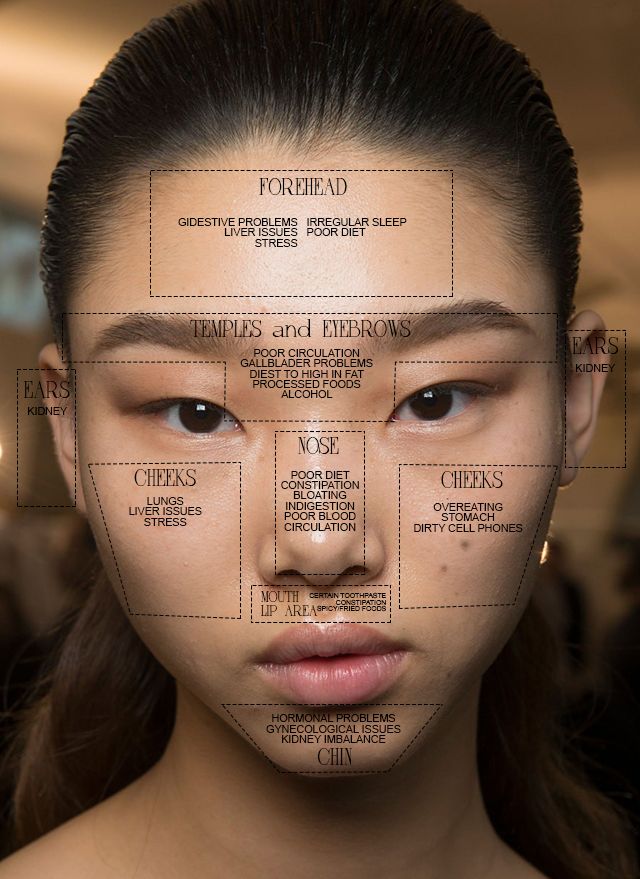 FOREHEAD
GIDESTIVE PROBLEMS IRREGULAR SLEEP
LIVER ISSUES POOR DIET
STRESS
TEMPLES and EYEBROWS
POOR CIRCULATION
GALLBLADER PROBLEMS
DIEST TO HIGH IN FAT
PROCESSED FOODS
ALCOHOL
EARS
KIDNEY
EARS
KIDNEY
NOSE
POOR DIET
CONSTIPATION
BLOATING
INDIGESTION
POOR BLOOD
CIRCULATION
CHEEKS
LUNGS
LIVER ISSUES
STRESS
CHEEKS
OVEREATING
STOMACH
DIRTY CELL PHONES
MOUTH
LIP AREA
CERTAIN TOOTHPASTE
CONSTIPATION
SPICY/FRIED FOODS
HORMONAL PROBLEMS
GYNECOLOGICAL ISSUES
KIDNEY IMBALANCE
CHIN